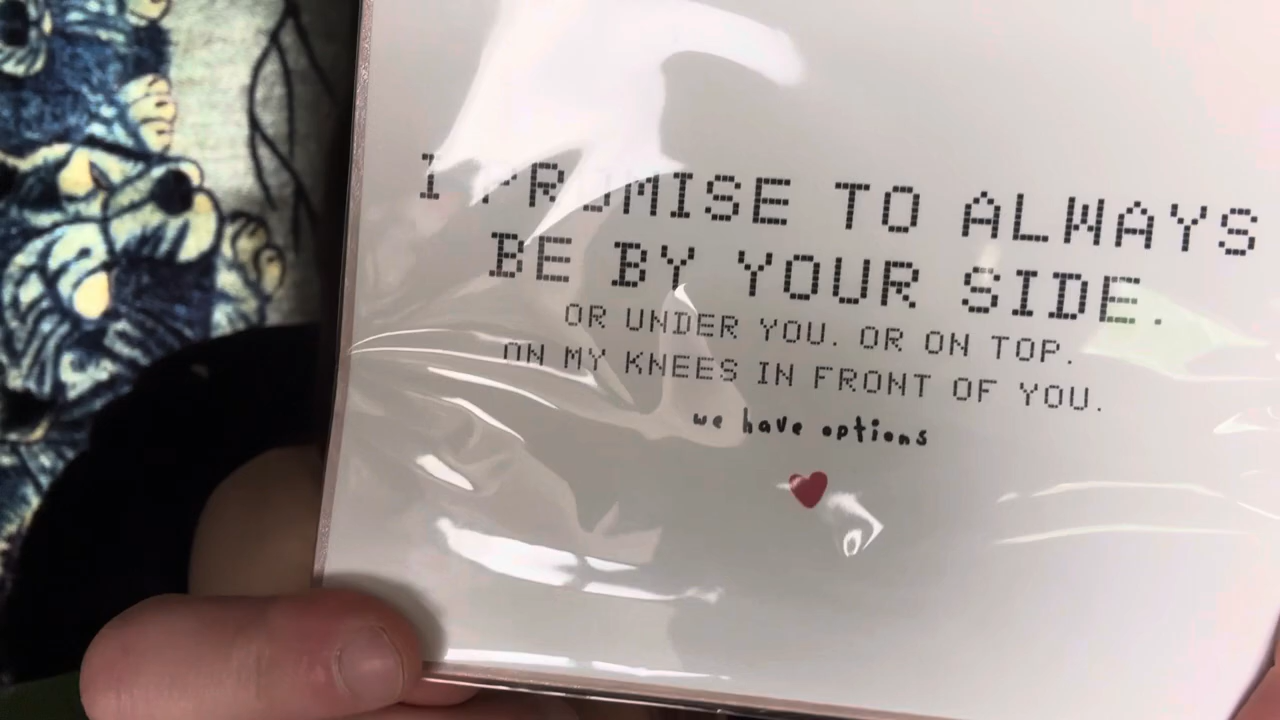 I PROMISE TO ALWAYS
BE BY YOUR SIDE.
OR UNDER YOU. OR ON TOP.
ON MY KNEES IN FRONT OF YOU.
we have options